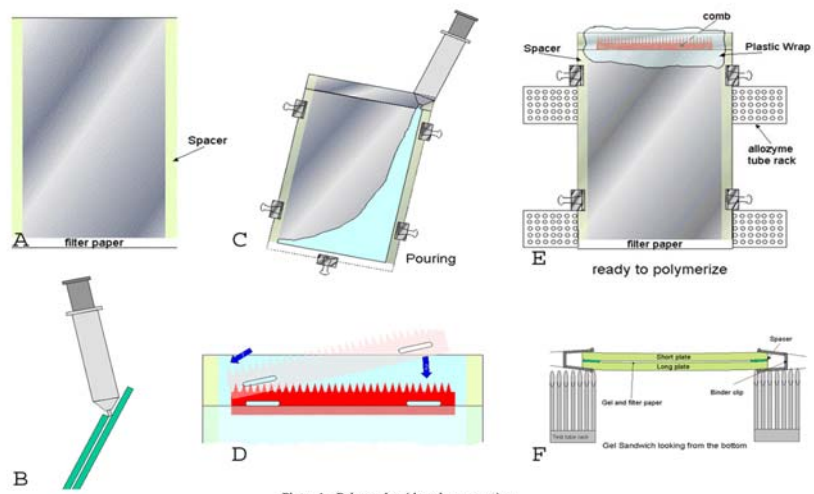 A
Spacer
filter paper
B
C
Pouring
D
comb
Spacer
Plastic Wrap
allozyme
tube rack
filter paper
E
ready to polymerize
Short plate
Long plate
Spacer
Gel and filter paper
Binder clip
Test tube rack
F
Gel Sandwich looking from the bottom